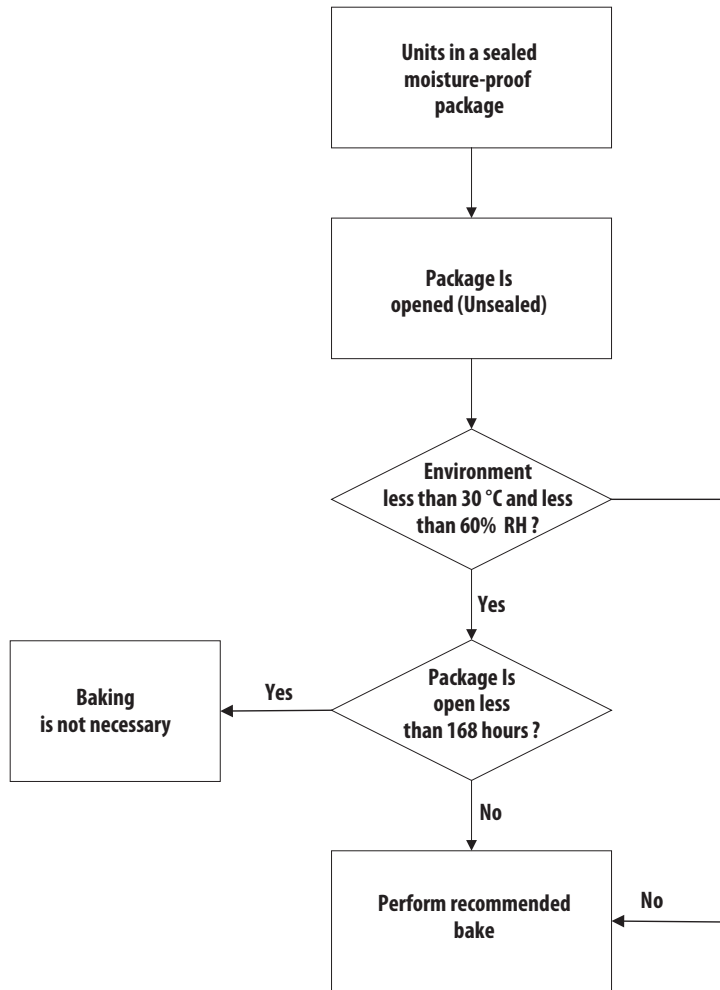 Units in a sealed
moisture-proof
package
Package Is
opened (Unsealed)
Environment
less than 30 °C and less
than 60% RH ?
Yes
Package Is
open less
than 168 hours ?
Yes
Baking
is not necessary
No
Perform recommended
bake
No